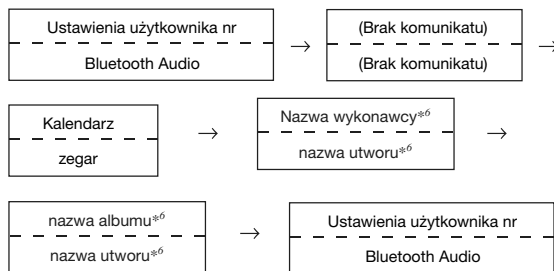 Ustawienia użytkownika nr
Bluetooth Audio
(Brak komunikatu)
(Brak komunikatu)
Kalendarz
zegar
Nazwa wykonawcy*6
nazwa utworu*6
nazwa albumu*6
nazwa utworu*6
Ustawienia użytkownika nr
Bluetooth Audio